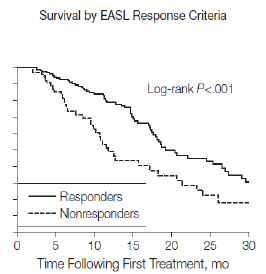 Survival by EASL Response Criteria
Log-rank P<.001
Responders
Nonresponders
0 5 10 15 20 25 30
Time Following First Treatment, mo